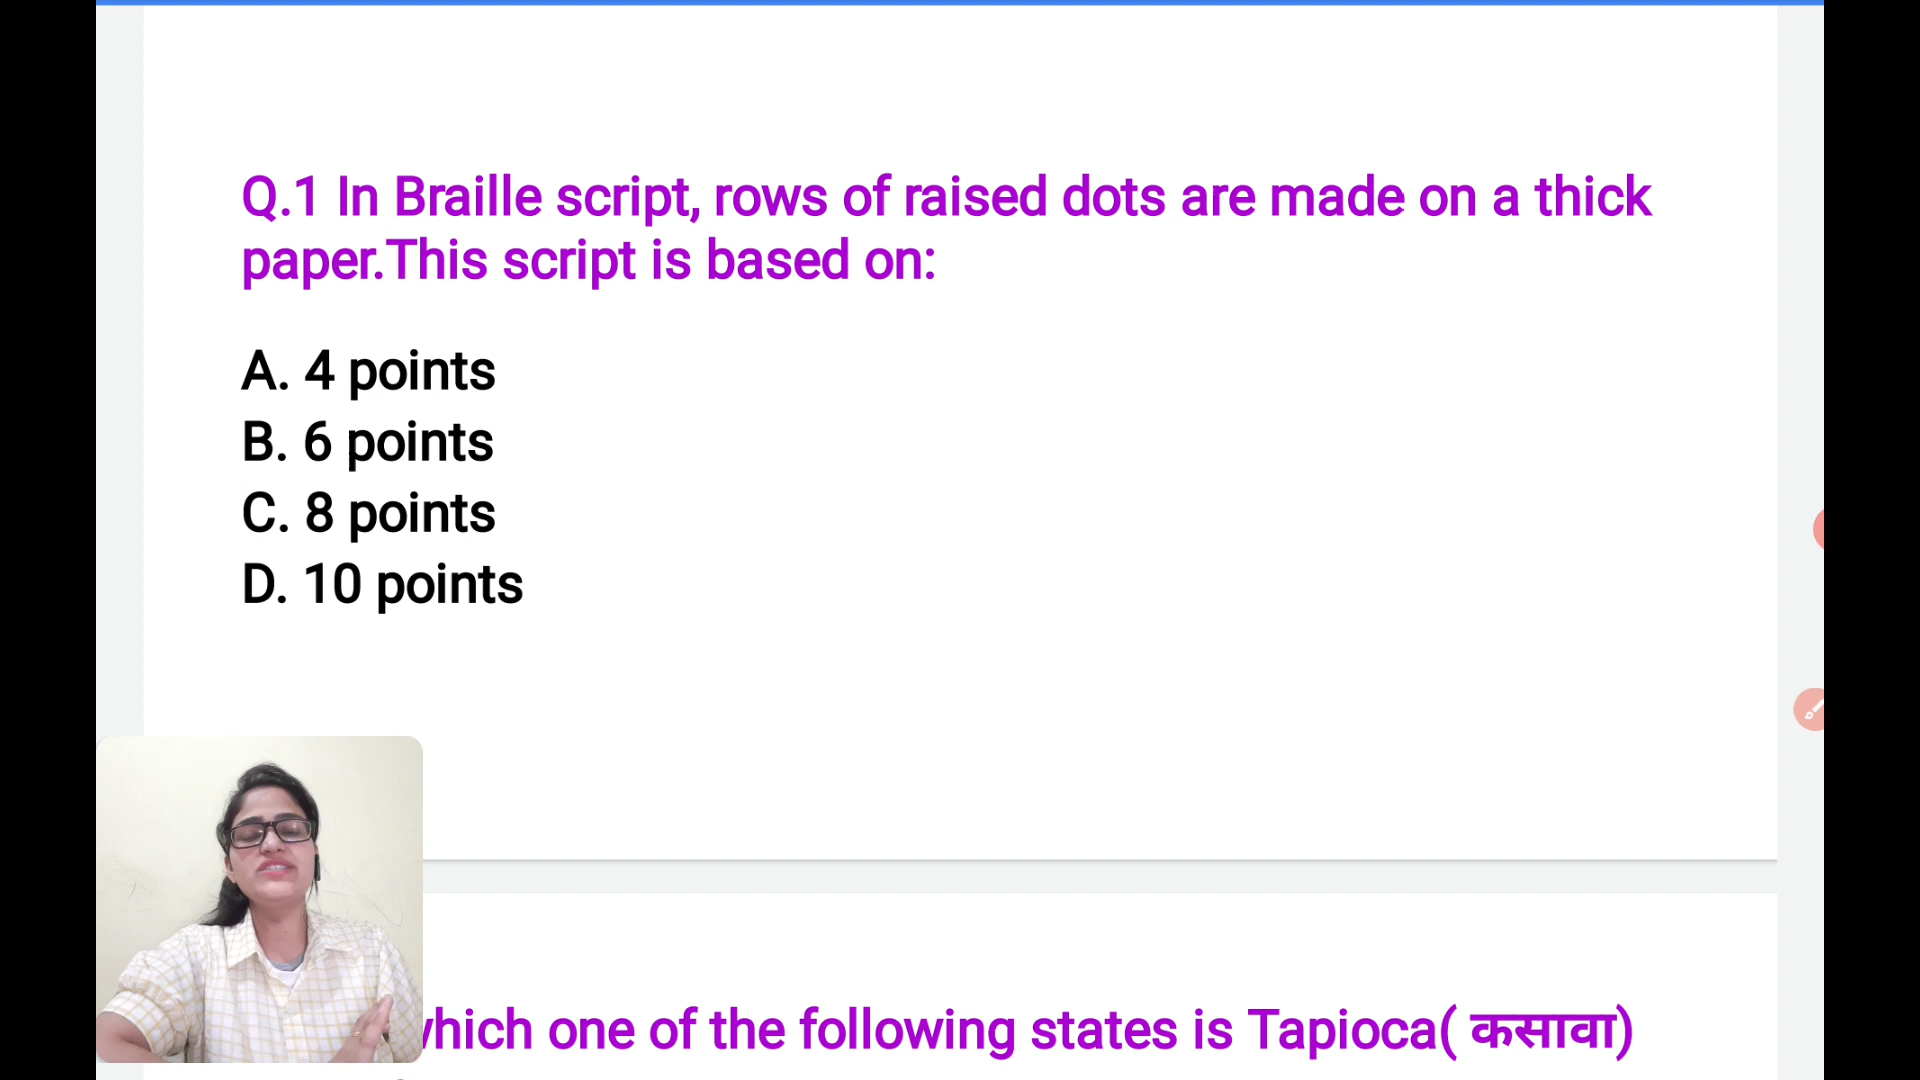 Q.1 In Braille script, rows of raised dots are made on a thick
paper.This script is based on:
A. 4 points
B. 6 points
C. 8 points
D. 10 points
which one of the following states is Tapioca( कसावा)